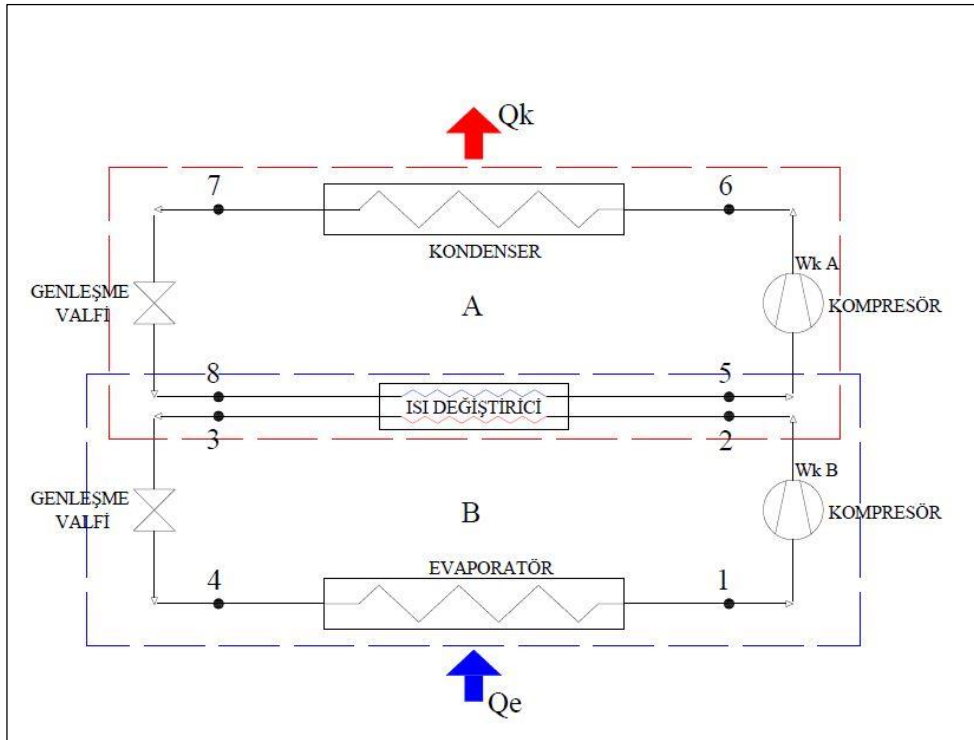 Qk
7
6
KONDENSER
Wk A
GENLEŞME
VALFİ
A
KOMPRESÖR
8
5
ISI DEĞİŞTİRİCİ
3
2
Wk B
GENLEŞME
VALFİ
B
KOMPRESÖR
EVAPORATÖR
4
1
Qe